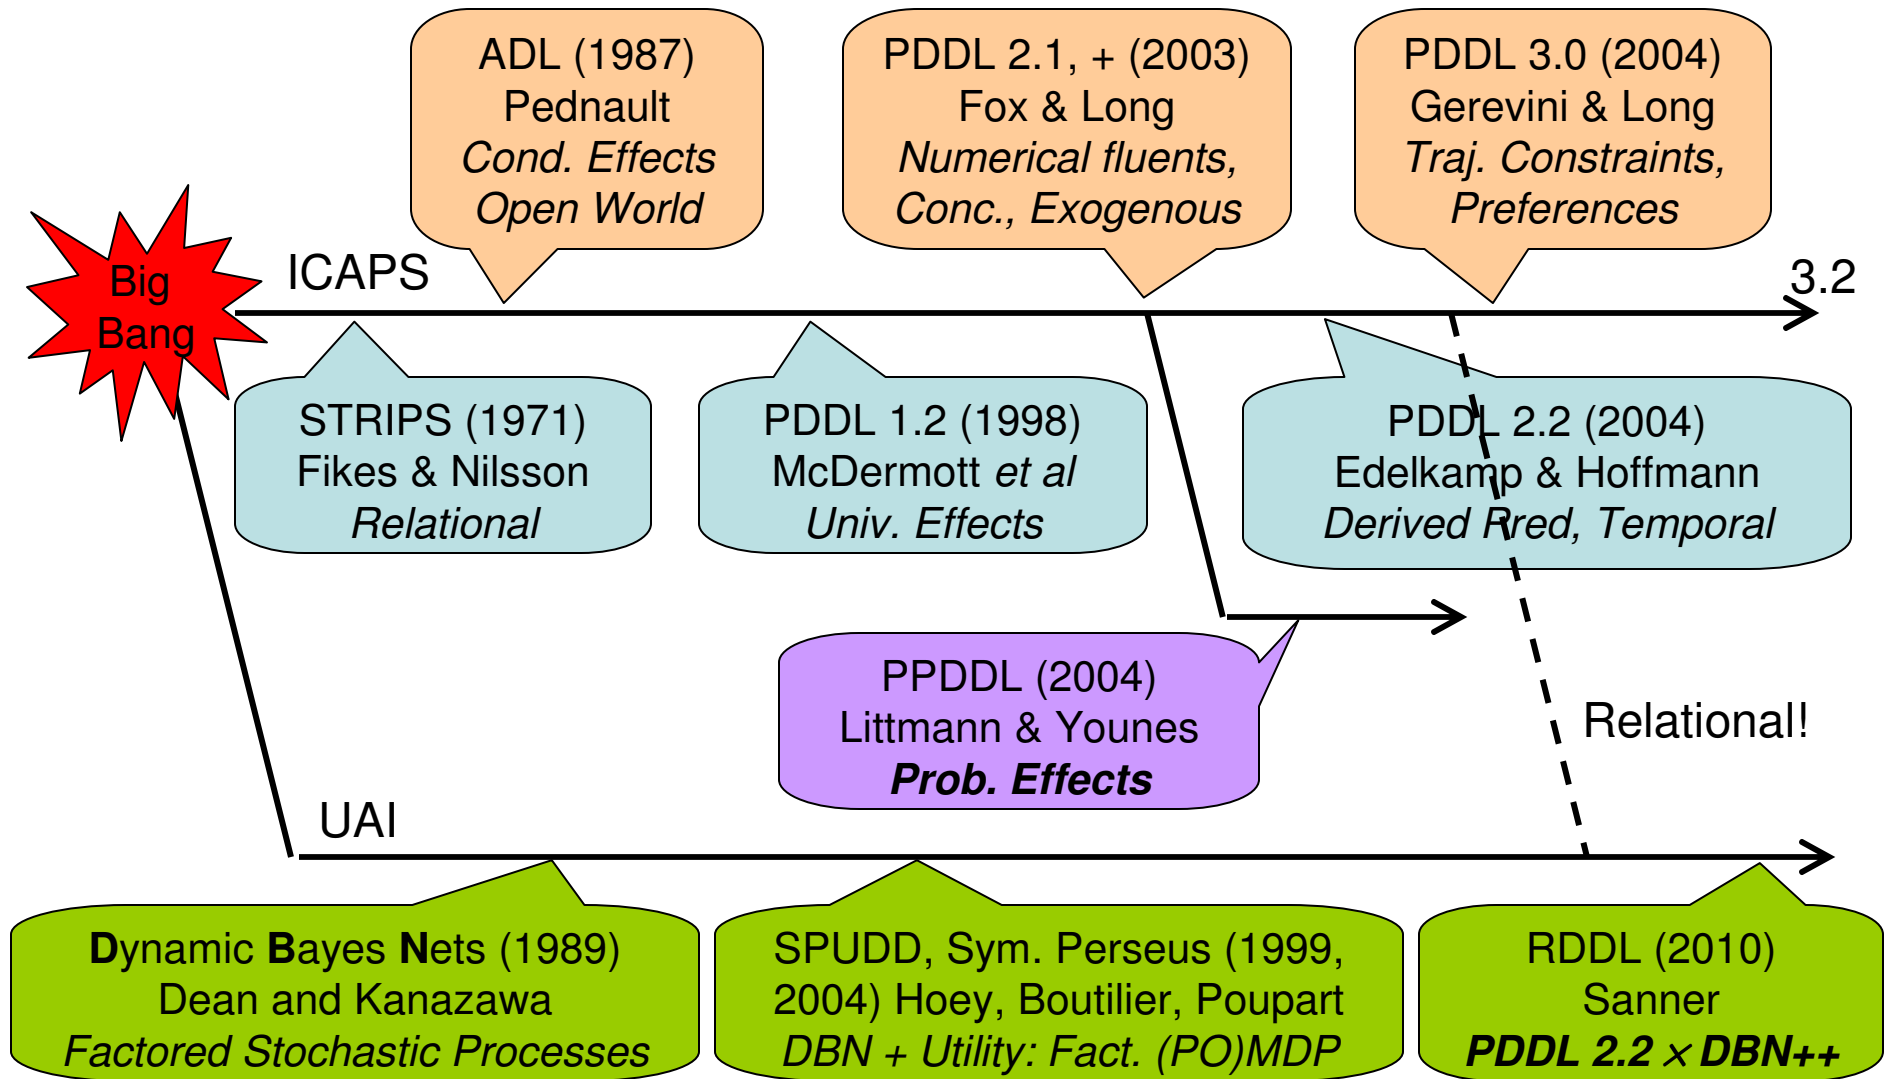 ADL (1987)
Pednault
Cond. Effects
Open World
PDDL 2.1, + (2003)
Fox & Long
Numerical fluents,
Conc., Exogenous
PDDL 3.0 (2004)
Gerevini & Long
Traj. Constraints,
Preferences
Big
Bang
ICAPS
3.2
STRIPS (1971)
Fikes & Nilsson
Relational
PDDL 1.2 (1998)
McDermott et al
Univ. Effects
PDDL 2.2 (2004)
Edelkamp & Hoffmann
Derived Pred, Temporal
PPDDL (2004)
Littmann & Younes
Prob. Effects
Relational!
UAI
Dynamic Bayes Nets (1989)
Dean and Kanazawa
Factored Stochastic Processes
SPUDD, Sym. Perseus (1999,
2004) Hoey, Boutilier, Poupart
DBN + Utility: Fact. (PO)MDP
RDDL (2010)
Sanner
PDDL 2.2 × DBN++